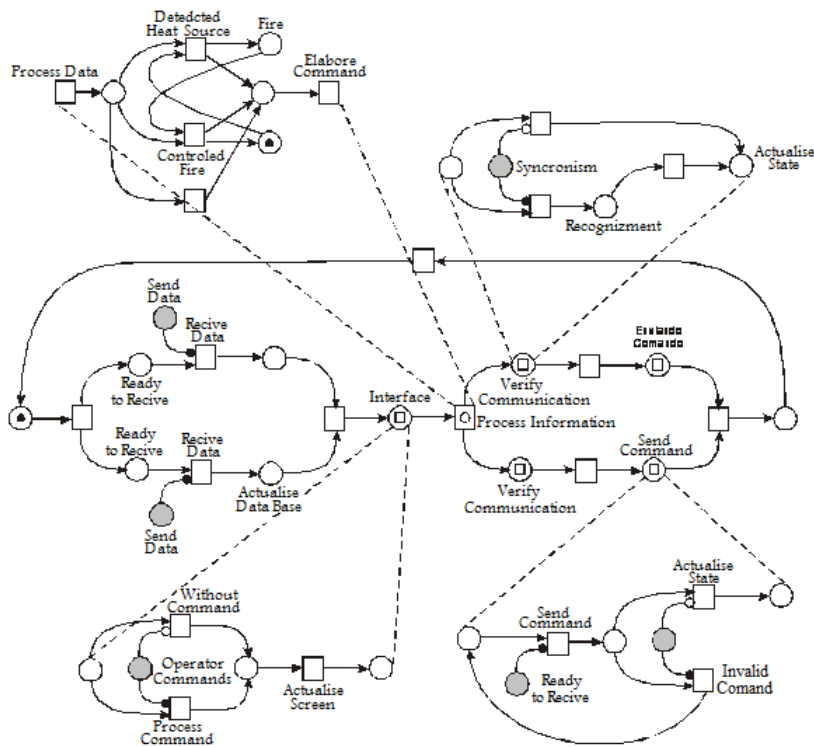 Detedcted
Heat Source
Fire
Process Data
Elabore
Command
Controled
Fire
Syncronism
Actualise
State
Recognizment
Send
Data
Recive
Data
Ready
to Recive
Ready
to Recive
Recive
Data
Send
Data
Actualise
Data Base
Interface
Process Information
Verify
Communication
Enviando
Comando
Verify
Communication
Send
Command
Without
Command
Operator
Commands
Process
Command
Actualise
Screen
Send
Command
Ready
to Recive
Actualise
State
Invalid
Comand